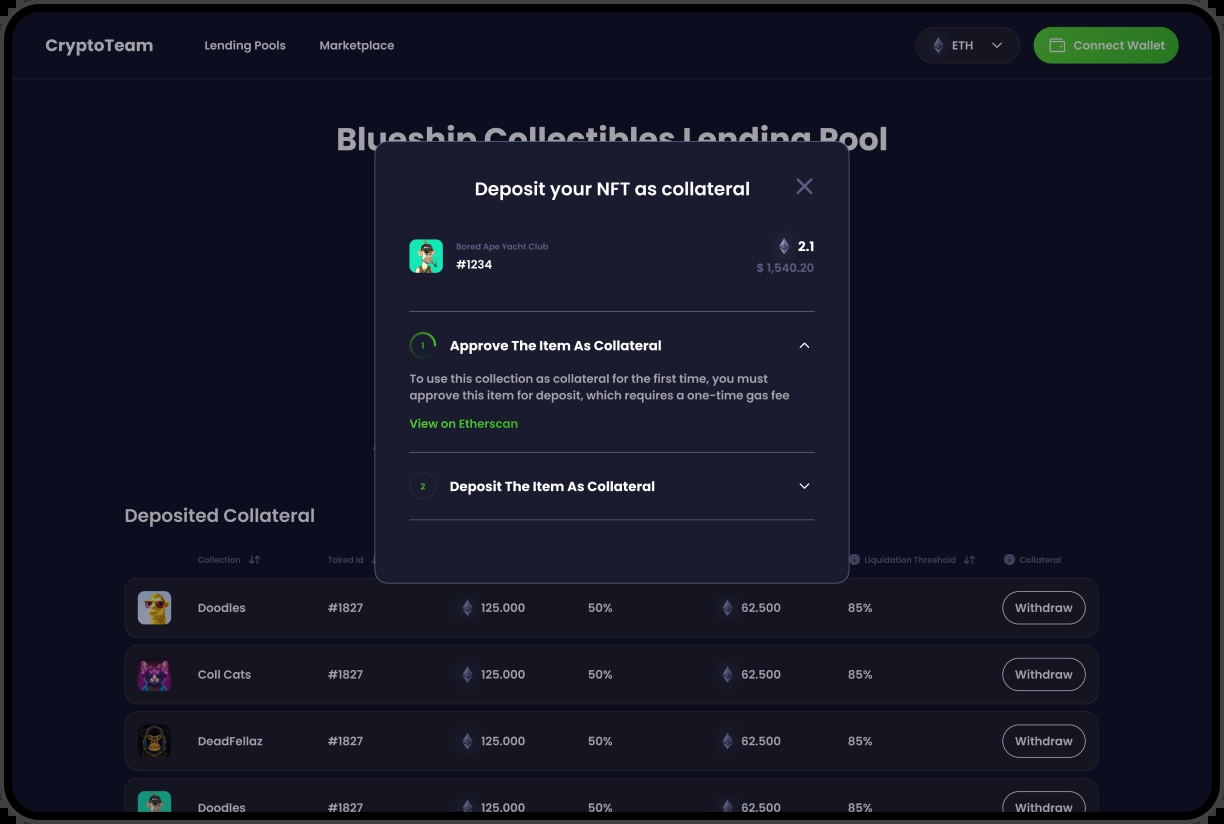 CryptoTeam
Lending Pools
Marketplace
ETH
Connect Wallet
Blueship Collectibles Lending Pool
Deposit your NFT as collateral
Bored Ape Yacht Club
#1234
2.1
$ 1,540.20
1
Approve The Item As Collateral
To use this collection as collateral for the first time, you must
approve this item for deposit, which requires a one-time gas fee
View on Etherscan
2
Deposit The Item As Collateral
Deposited Collateral
Collection
Toked Id
Liquidation Threshold
Collateral
Doodles #1827 125.000 50% 62.500 85% Withdraw
Coll Cats #1827 125.000 50% 62.500 85% Withdraw
DeadFellaz #1827 125.000 50% 62.500 85% Withdraw
Doodles #1827 125.000 50% 62.500 85% Withdraw